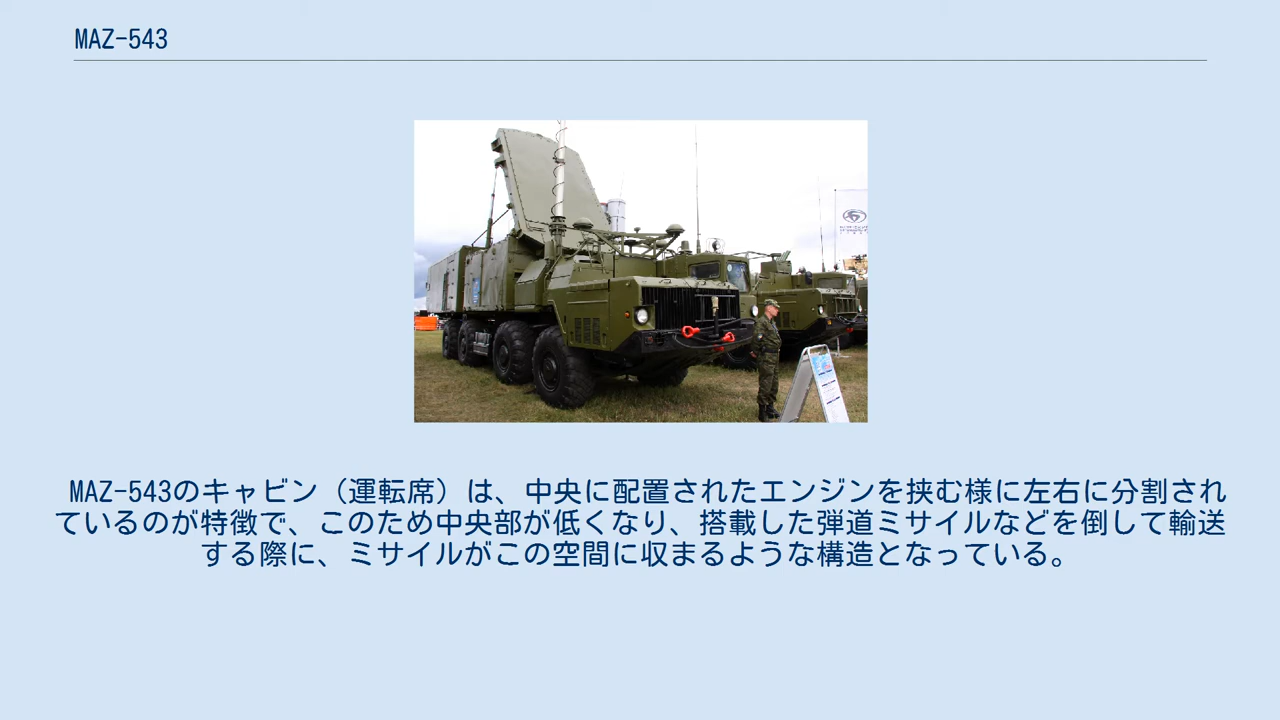 MAZ-543
MAZ-543のキャビン（運転席）は、中央に配置されたエンジンを挟む様に左右に分割され
ているのが特徴で、このため中央部が低くなり、搭載した弾道ミサイルなどを倒して輸送
する際に、ミサイルがこの空間に収まるような構造となっている。